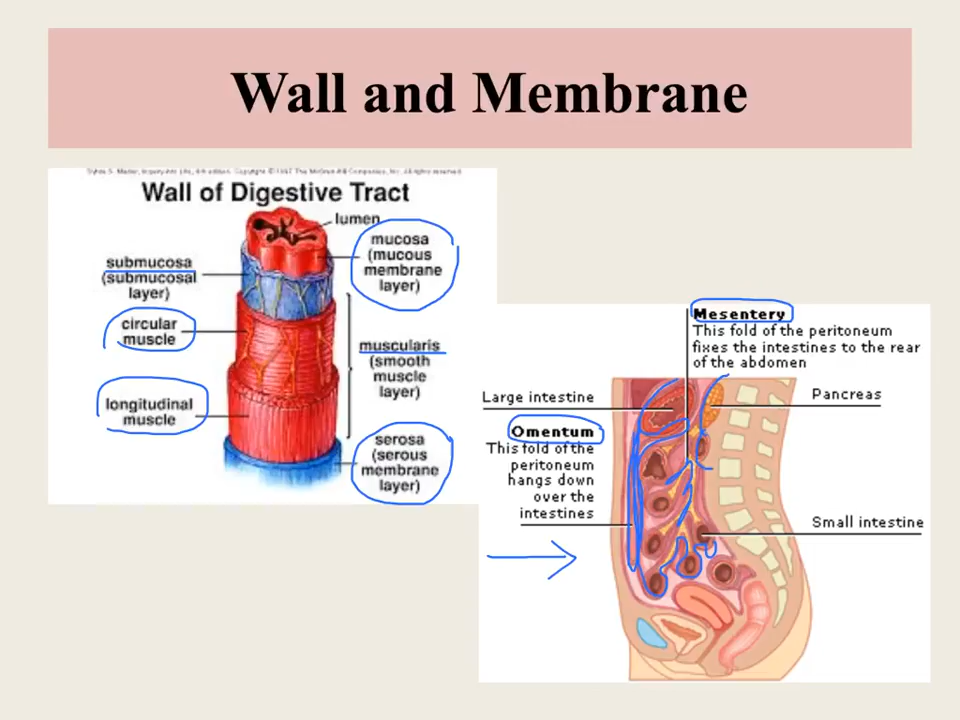 Wall and Membrane
Wall of Digestive Tract
lumen
mucosa
(mucous
membrane
layer)
submucosa
(submucosal
layer)
circular
muscle
muscularis
(smooth
muscle
layer)
longitudinal
muscle
serosa
(serous
membrane
layer)
Mesentery
This fold of the peritoneum
fixes the intestines to the rear
of the abdomen
Large intestine
Pancreas
Omentum
This fold of the
peritoneum
hangs down
over the
intestines
Small intestine